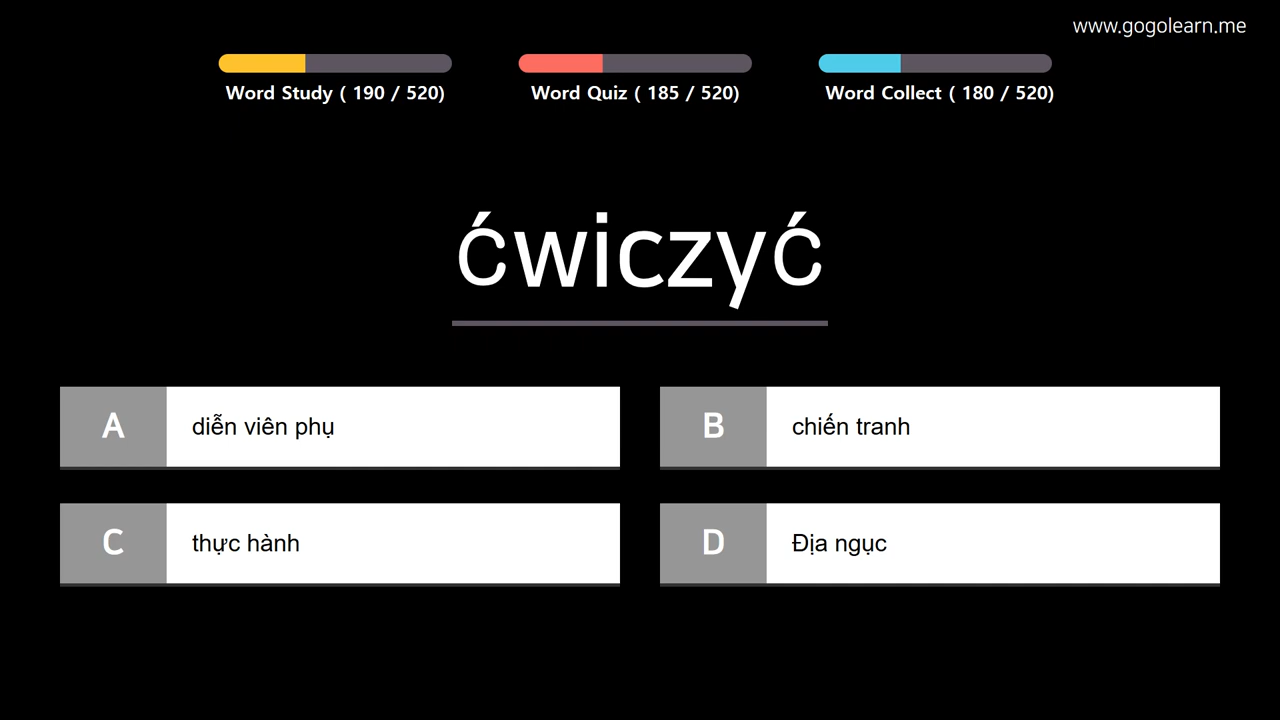 www.gogolearn.me
Word Study ( 190 / 520)
Word Quiz ( 185 / 520)
Word Collect ( 180 / 520)
ćwiczyć
A diễn viên phụ
B chiến tranh
C thực hành
D Địa ngục